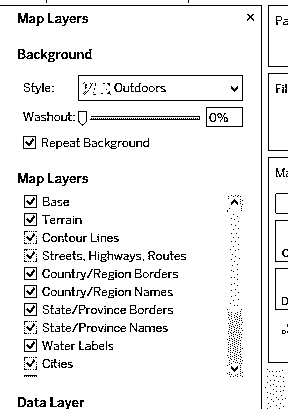 Map Layers
Background
Style: Outdoors
Washout: 0%
Repeat Background
Map Layers
Base
Terrain
Contour Lines
Streets, Highways, Routes
Country/Region Borders
Country/Region Names
State/Province Borders
State/Province Names
Water Labels
Cities
Data Layer
Pa
Fil
Ma
D